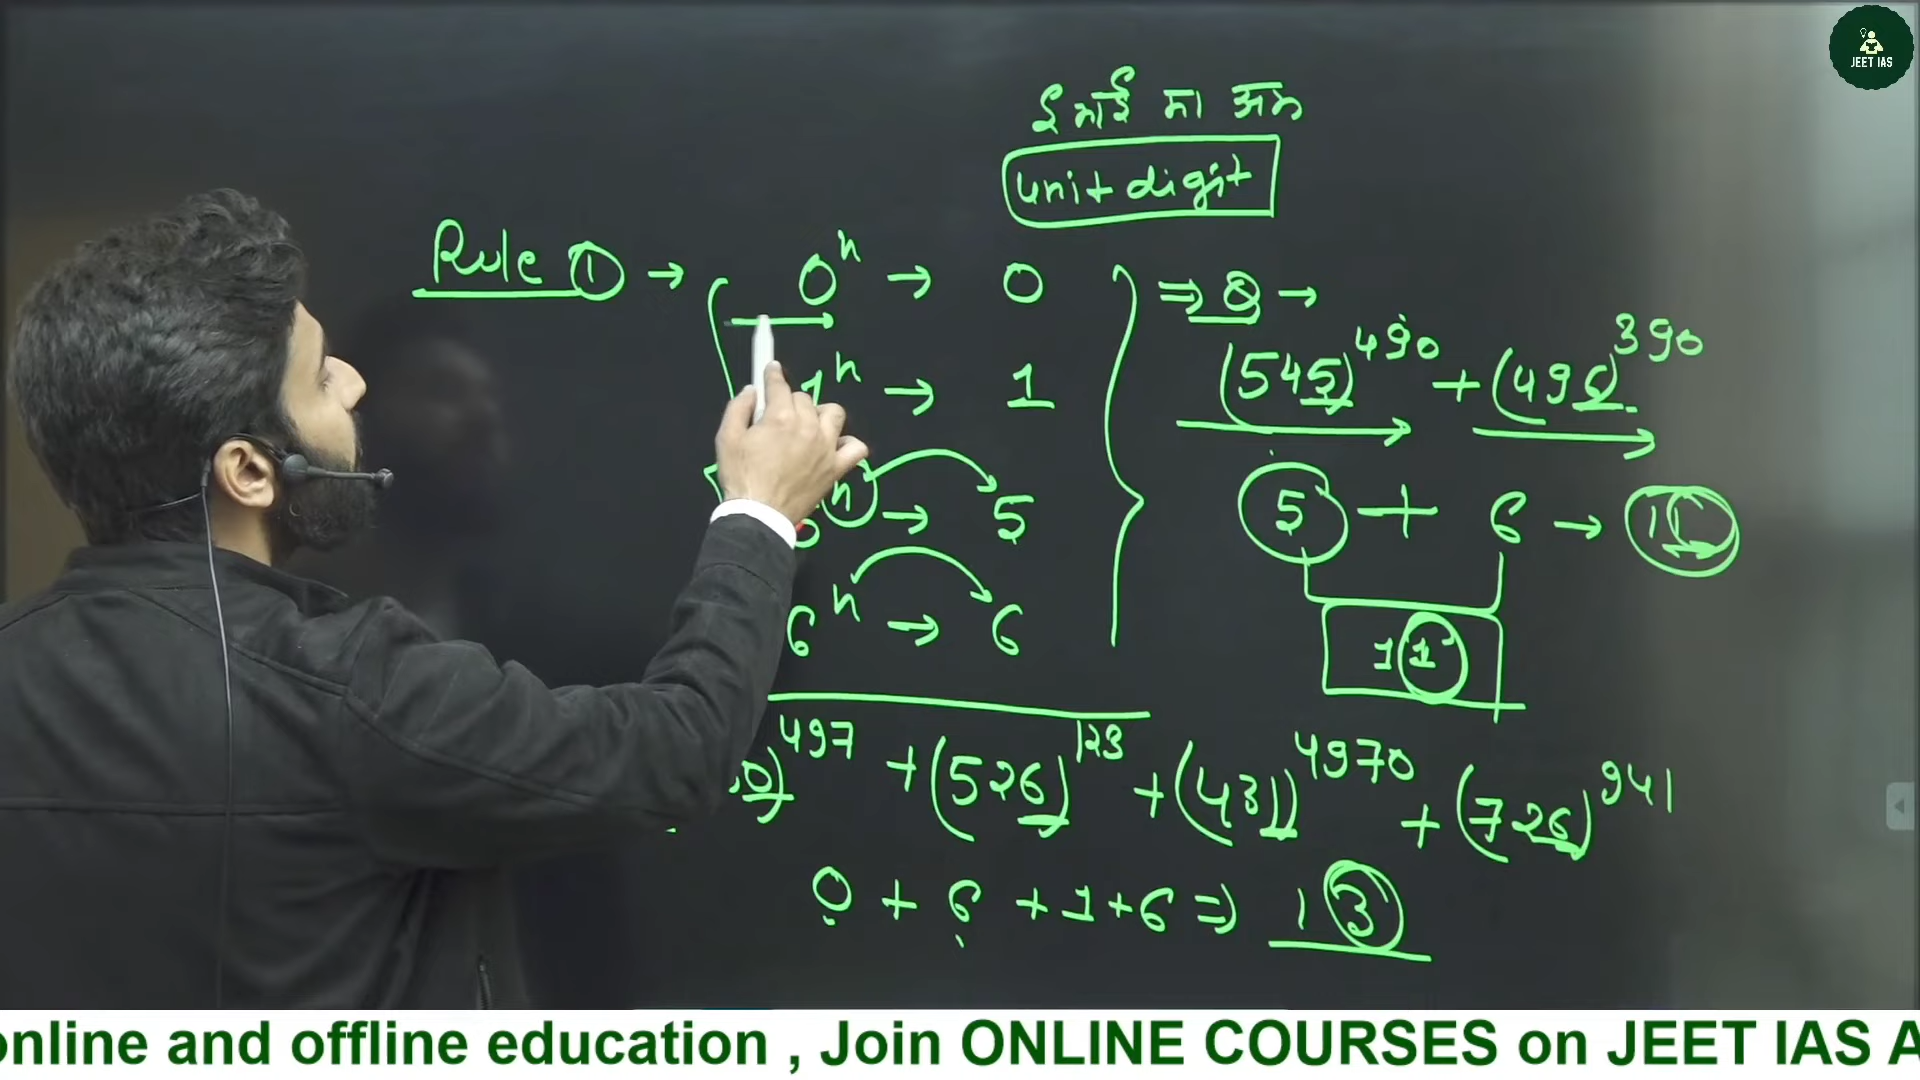 JEET IAS
इकाई का अंक
unit digit
Rule ① → 0ⁿ → 0
1ⁿ → 1
n → 5
6ⁿ → 6
⇒ Q →
(545)⁴⁹⁰ + (496)³⁹⁰
5 + 6 → 11
11
0)⁴⁹⁷ + (526)¹²³ + (431)⁴⁹⁷⁰ + (726)⁹⁴¹
0 + 6 + 1 + 6 ⇒ 13
online and offline education , Join ONLINE COURSES on JEET IAS A